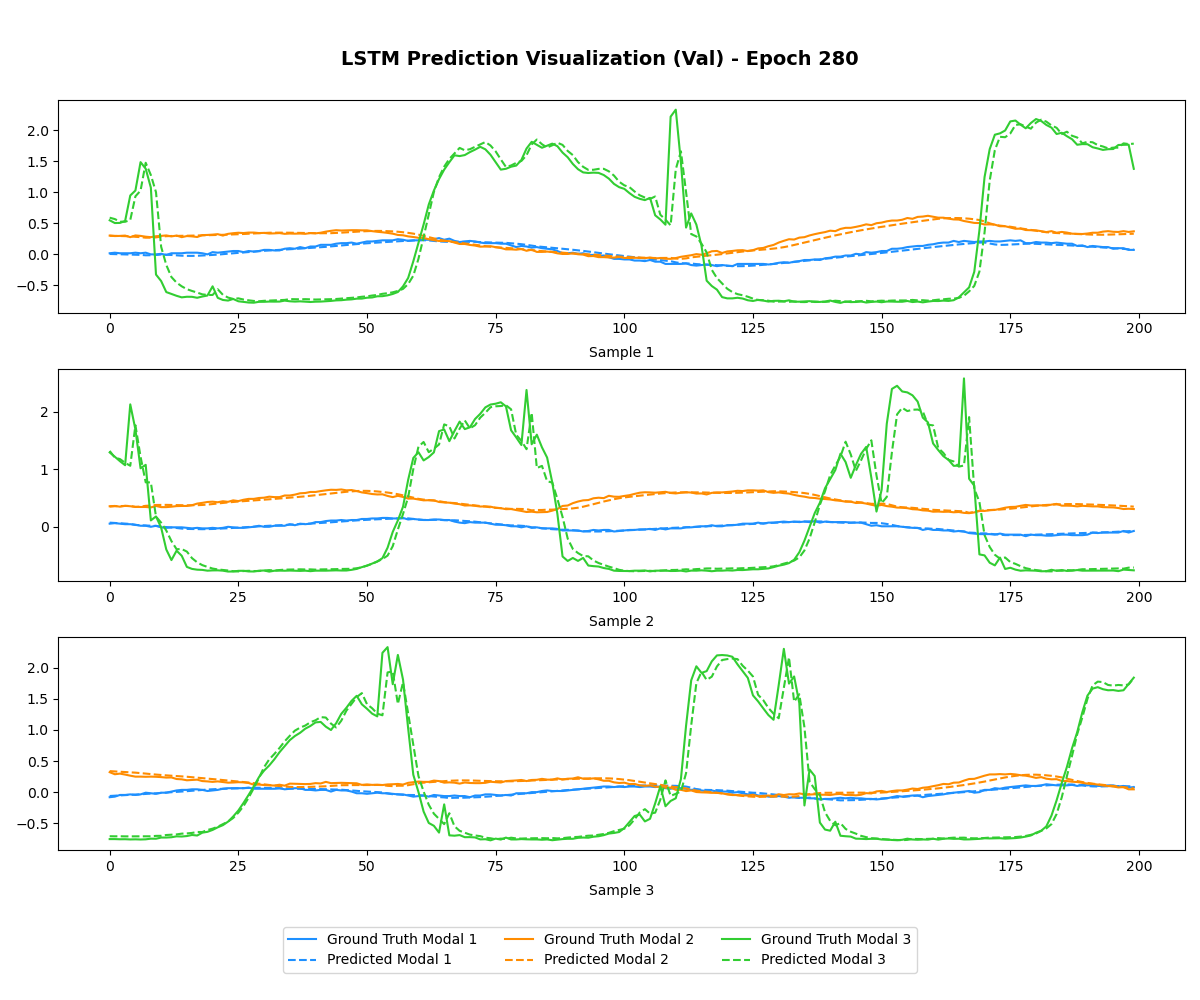 LSTM Prediction Visualization (Val) - Epoch 280
2.0
1.5
1.0
0.5
0.0
−0.5
0 25 50 75 100 125 150 175 200
Sample 1
2
1
0
0 25 50 75 100 125 150 175 200
Sample 2
2.0
1.5
1.0
0.5
0.0
−0.5
0 25 50 75 100 125 150 175 200
Sample 3
Ground Truth Modal 1 Ground Truth Modal 2 Ground Truth Modal 3
Predicted Modal 1 Predicted Modal 2 Predicted Modal 3